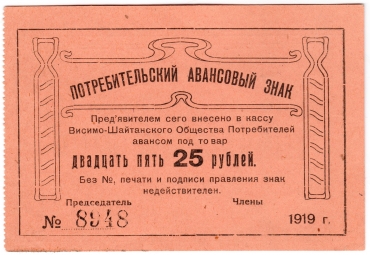 ПОТРЕБИТЕЛЬСКИЙ АВАНСОВЫЙ ЗНАК
Пред'явителем сего внесено в кассу
Висимо-Шайтанского Общества Потребителей
авансом под товар
двадцать пять 25 рублей.
Без №, печати и подписи правления знак
недействителен.
Председатель Члены
№ 8948 1919 г.